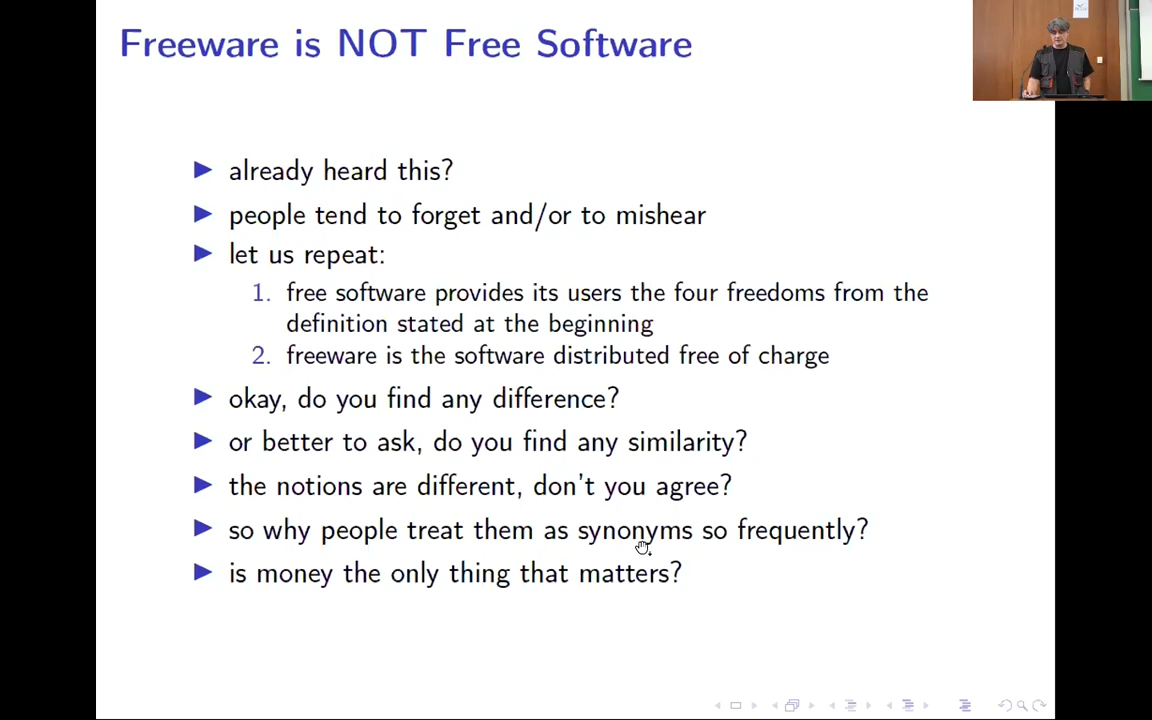 Freeware is NOT Free Software
already heard this?
people tend to forget and/or to mishear
let us repeat:
1. free software provides its users the four freedoms from the
definition stated at the beginning
2. freeware is the software distributed free of charge
okay, do you find any difference?
or better to ask, do you find any similarity?
the notions are different, don't you agree?
so why people treat them as synonyms so frequently?
is money the only thing that matters?